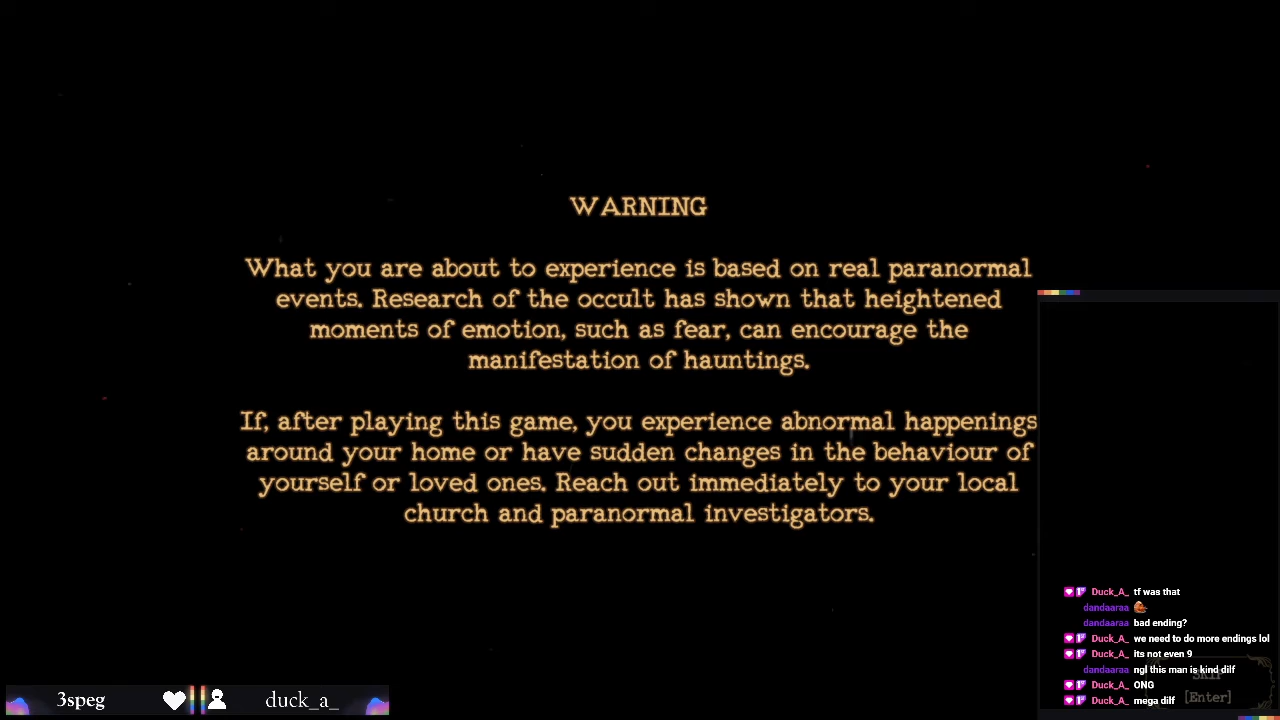 WARNING
What you are about to experience is based on real paranormal
events. Research of the occult has shown that heightened
moments of emotion, such as fear, can encourage the
manifestation of hauntings.
If, after playing this game, you experience abnormal happenings
around your home or have sudden changes in the behaviour of
yourself or loved ones. Reach out immediately to your local
church and paranormal investigators.
Duck_A_ tf was that
dandaaraa
dandaaraa bad ending?
Duck_A_ we need to do more endings lol
Duck_A_ its not even 9
dandaaraa ngl this man is kind dilf
SKIP
Duck_A_ ONG
[Enter]
Duck_A_ mega dilf
3speg
duck_a_